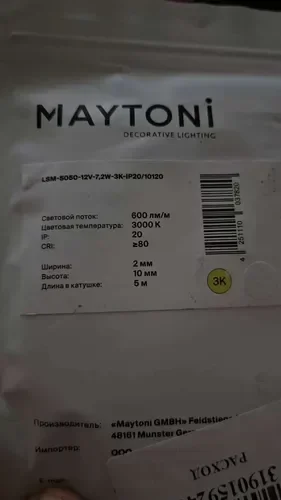 MAYTONi
DECORATIVE LIGHTING
LSM-5050-12V-7,2W-3K-IP20/10120
Световой поток: 600 лм/м
Цветовая температура: 3000 K
IP: 20
CRI: ≥80
Ширина: 2 мм
Высота: 10 мм
Длина в катушке: 5 м
3K
Производитель: «Maytoni GMBH»
48161 Munster
Импортер: ООО
РАСХОД